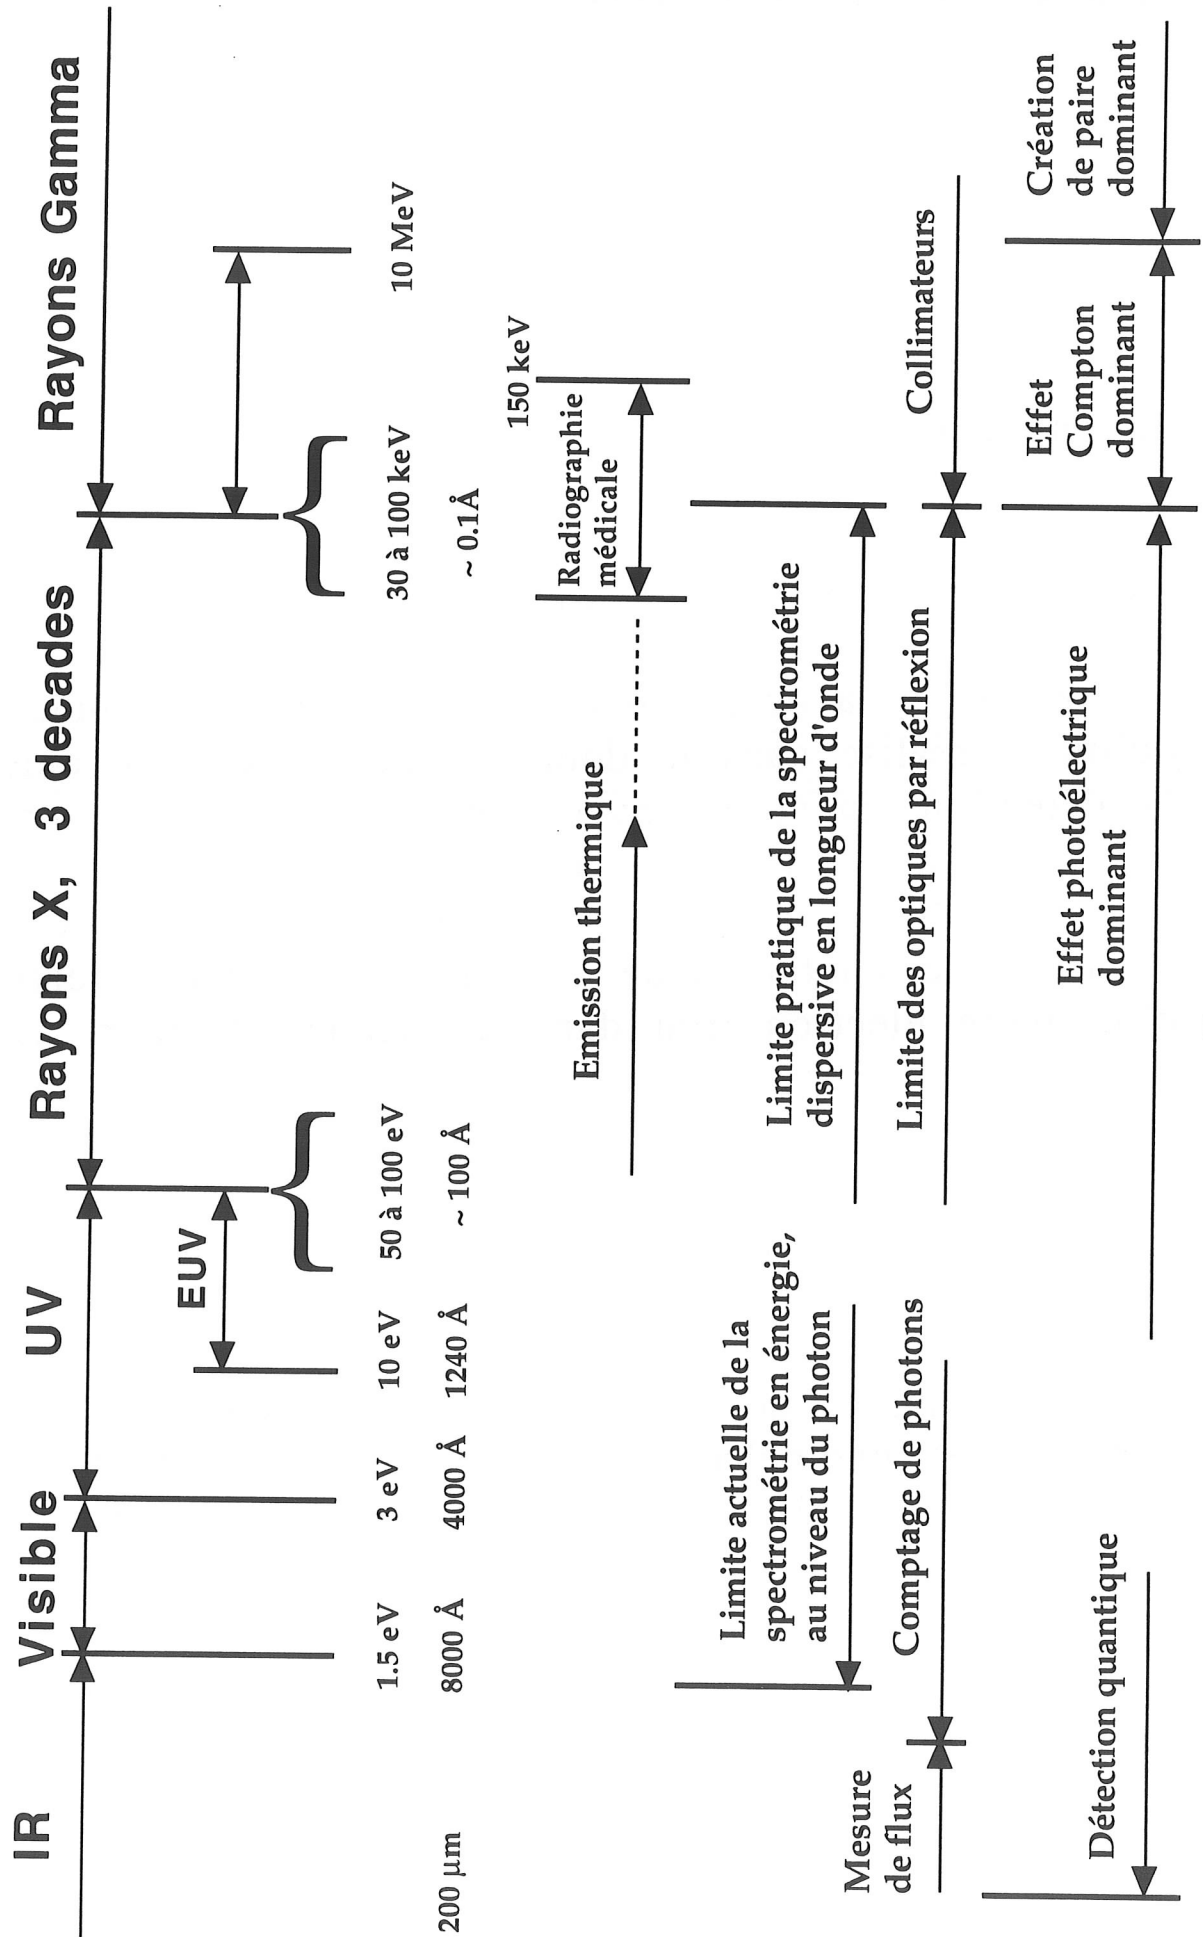 IR
Visible
UV
Rayons X, 3 decades
Rayons Gamma
EUV
1.5 eV
3 eV
10 eV
50 à 100 eV
30 à 100 keV
10 MeV
200 µm
8000 Å
4000 Å
1240 Å
~ 100 Å
~ 0.1Å
150 keV
Emission thermique
Radiographie
médicale
Limite actuelle de la
spectrométrie en énergie,
au niveau du photon
Limite pratique de la spectrométrie
dispersive en longueur d'onde
Mesure
de flux
Comptage de photons
Limite des optiques par réflexion
Collimateurs
Détection quantique
Effet photoélectrique
dominant
Effet
Compton
dominant
Création
de paire
dominant